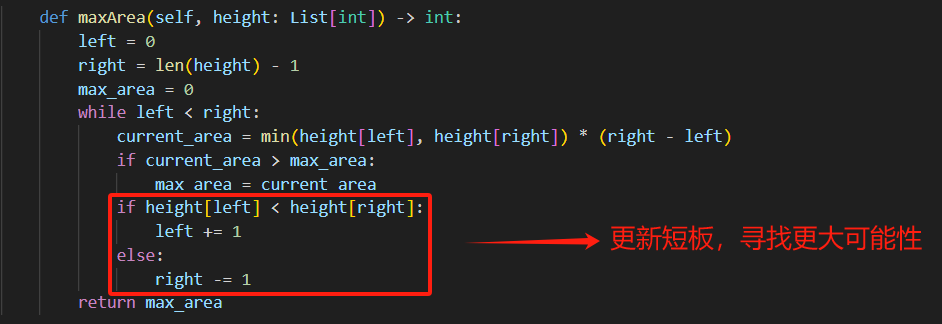 def maxArea(self, height: List[int]) -> int:
left = 0
right = len(height) - 1
max_area = 0
while left < right:
current_area = min(height[left], height[right]) * (right - left)
if current_area > max_area:
max_area = current_area
if height[left] < height[right]:
left += 1
else:
right -= 1
更新短板，寻找更大可能性
return max_area